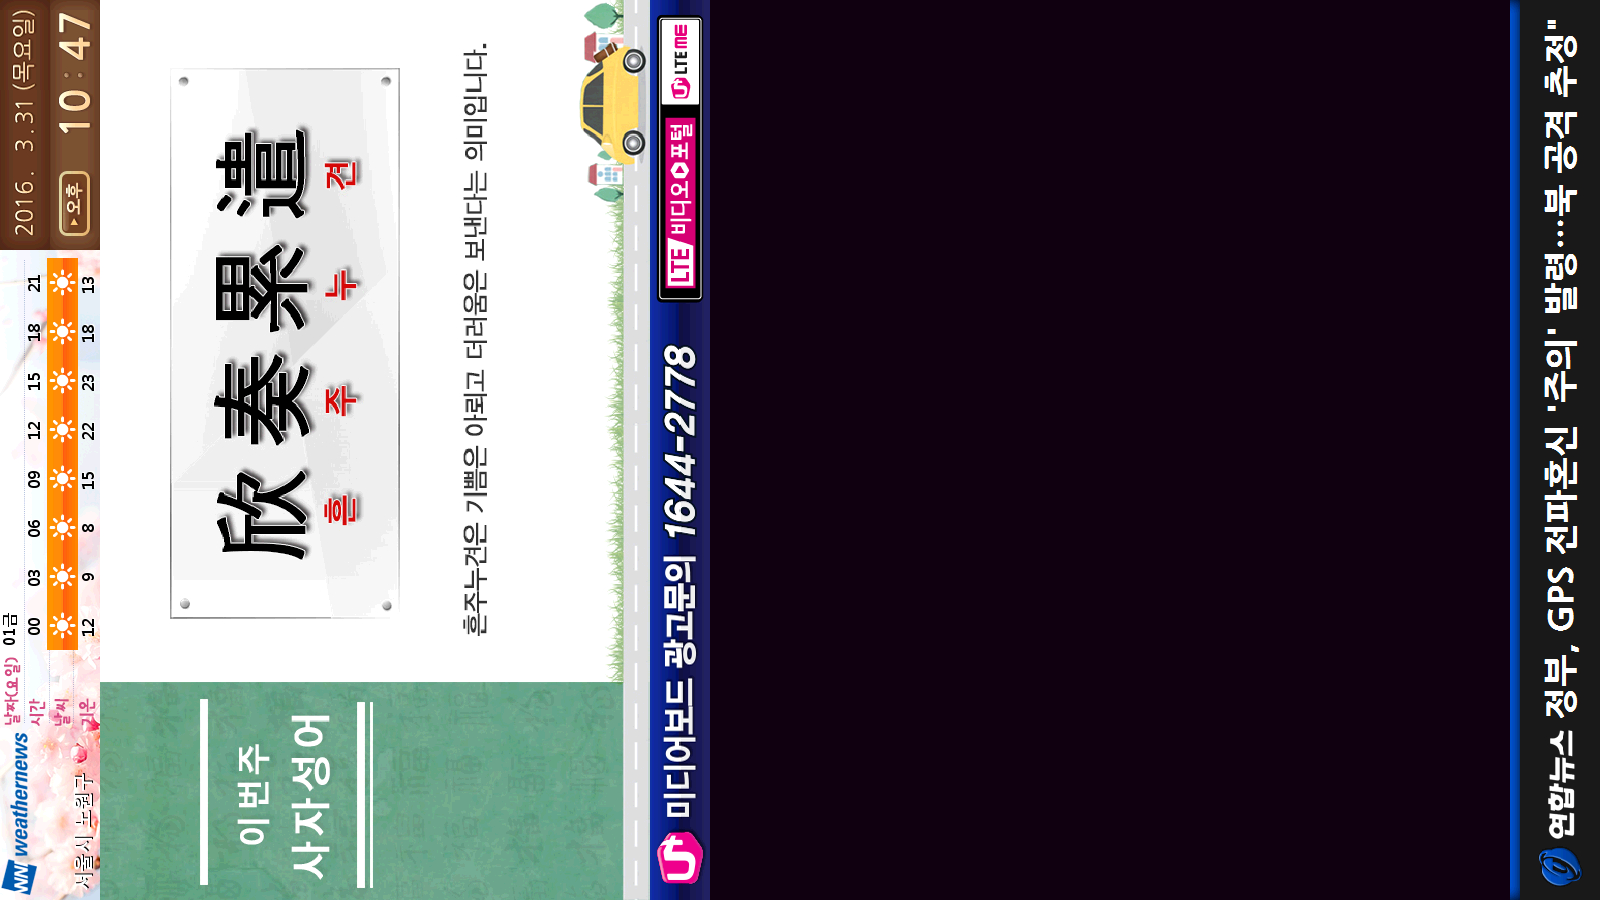 weathernews
서울시 노원구
날짜(요일) 01금
시간 00 03 06 09 12 15 18 21
날씨
기온 12 9 8 15 22 23 18 13
2016. 3.31 (목요일)
오후 10:47
이번주
사자성어
欣奏累遣
흔주누견
흔주누견은 기쁨은 아뢰고 더러움은 보낸다는 의미입니다.
U+ 미디어보드 광고문의 1644-2778
LTE 비디오포털
U+ LTE ME
연합뉴스 정부, GPS 전파혼신 '주의' 발령…북 공격 추정"